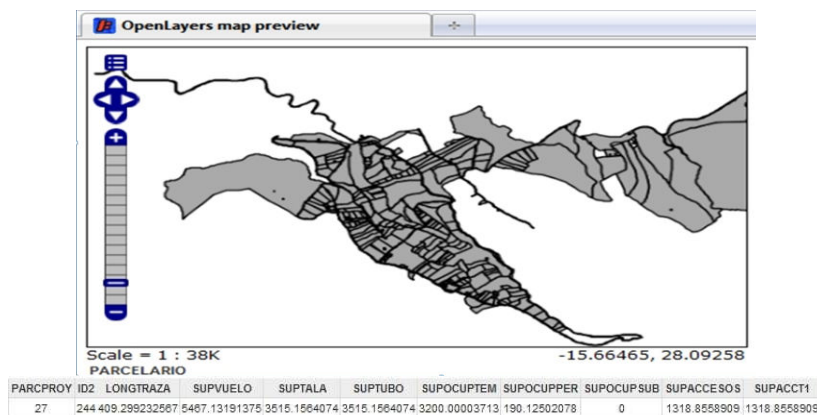 OpenLayers map preview
Scale = 1 : 38K
-15.66465, 28.09258
PARCELARIO
PARCPROY ID2 LONGTRAZA SUPVUELO SUPTALA SUPTUBO SUPOCUPTEM SUPOCUPPER SUPOCUPSUB SUPACCESOS SUPACCT1
27 244 409.299232567 5467.13191375 3515.1564074 3515.1564074 3200.00003713 190.12502078 0 1318.8558909 1318.8558909